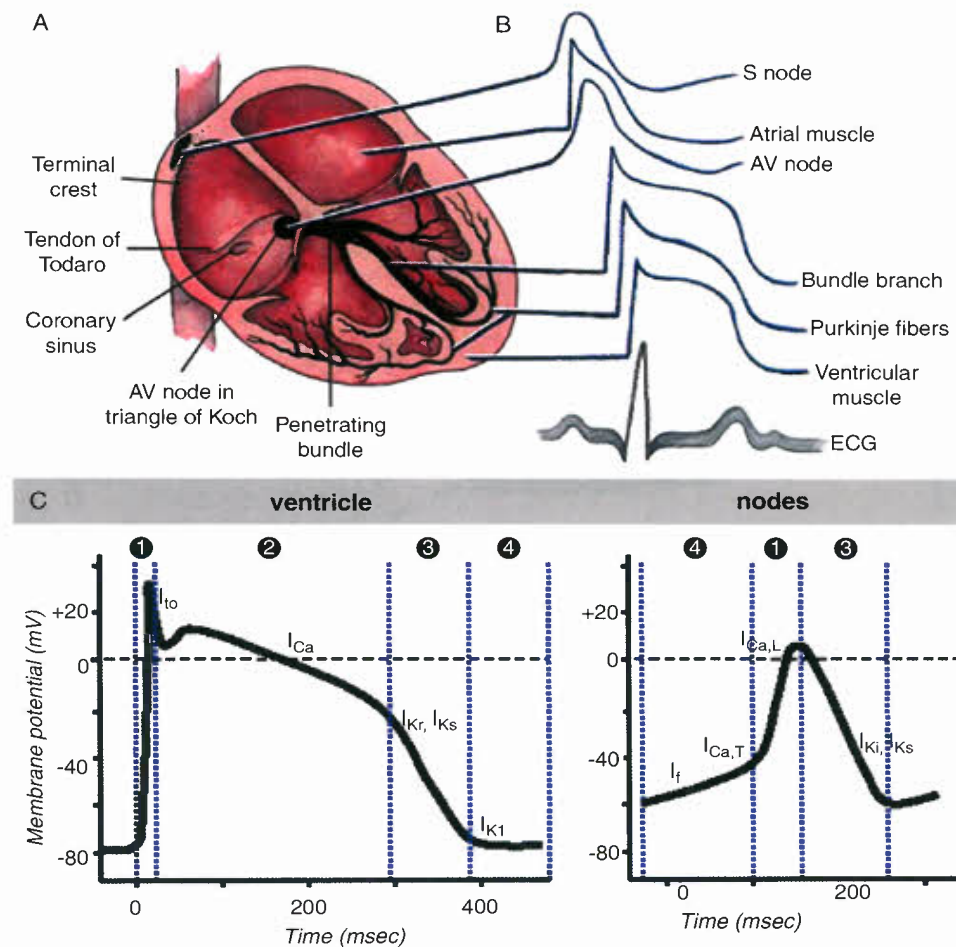 A
B
S node
Atrial muscle
AV node
Terminal
crest
Tendon of
Todaro
Coronary
sinus
AV node in
triangle of Koch
Penetrating
bundle
Bundle branch
Purkinje fibers
Ventricular
muscle
ECG
C
ventricle
nodes
1 2 3 4
4 1 3
Membrane potential (mV)
+20
0
-40
-80
Ito
ICa
IKr, IKs
IK1
0 200 400
Time (msec)
+20
0
-40
-80
If
ICa,T
ICa,L
IKi, IKs
0 200
Time (msec)